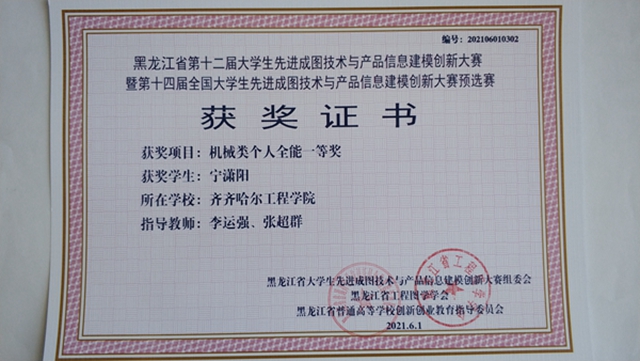 编号：202106010302
黑龙江省第十二届大学生先进成图技术与产品信息建模创新大赛
暨第十四届全国大学生先进成图技术与产品信息建模创新大赛预选赛
获奖证书
获奖项目：机械类个人全能一等奖
获奖学生：宁潇阳
所在学校：齐齐哈尔工程学院
指导教师：李运强、张超群
黑龙江省大学生先进成图技术与产品信息建模创新大赛组委会
黑龙江省工程图学学会
黑龙江省普通高等学校创新创业教育指导委员会
2021.6.1